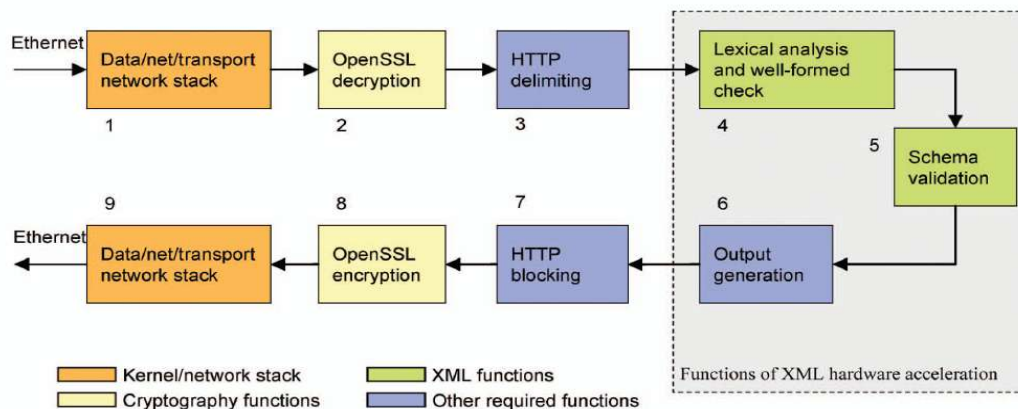 Ethernet
Data/net/transport
network stack
1
OpenSSL
decryption
2
HTTP
delimiting
3
Lexical analysis
and well-formed
check
4
5
Schema
validation
6
Output
generation
7
HTTP
blocking
8
OpenSSL
encryption
9
Data/net/transport
network stack
Ethernet
Kernel/network stack
Cryptography functions
XML functions
Other required functions
Functions of XML hardware acceleration